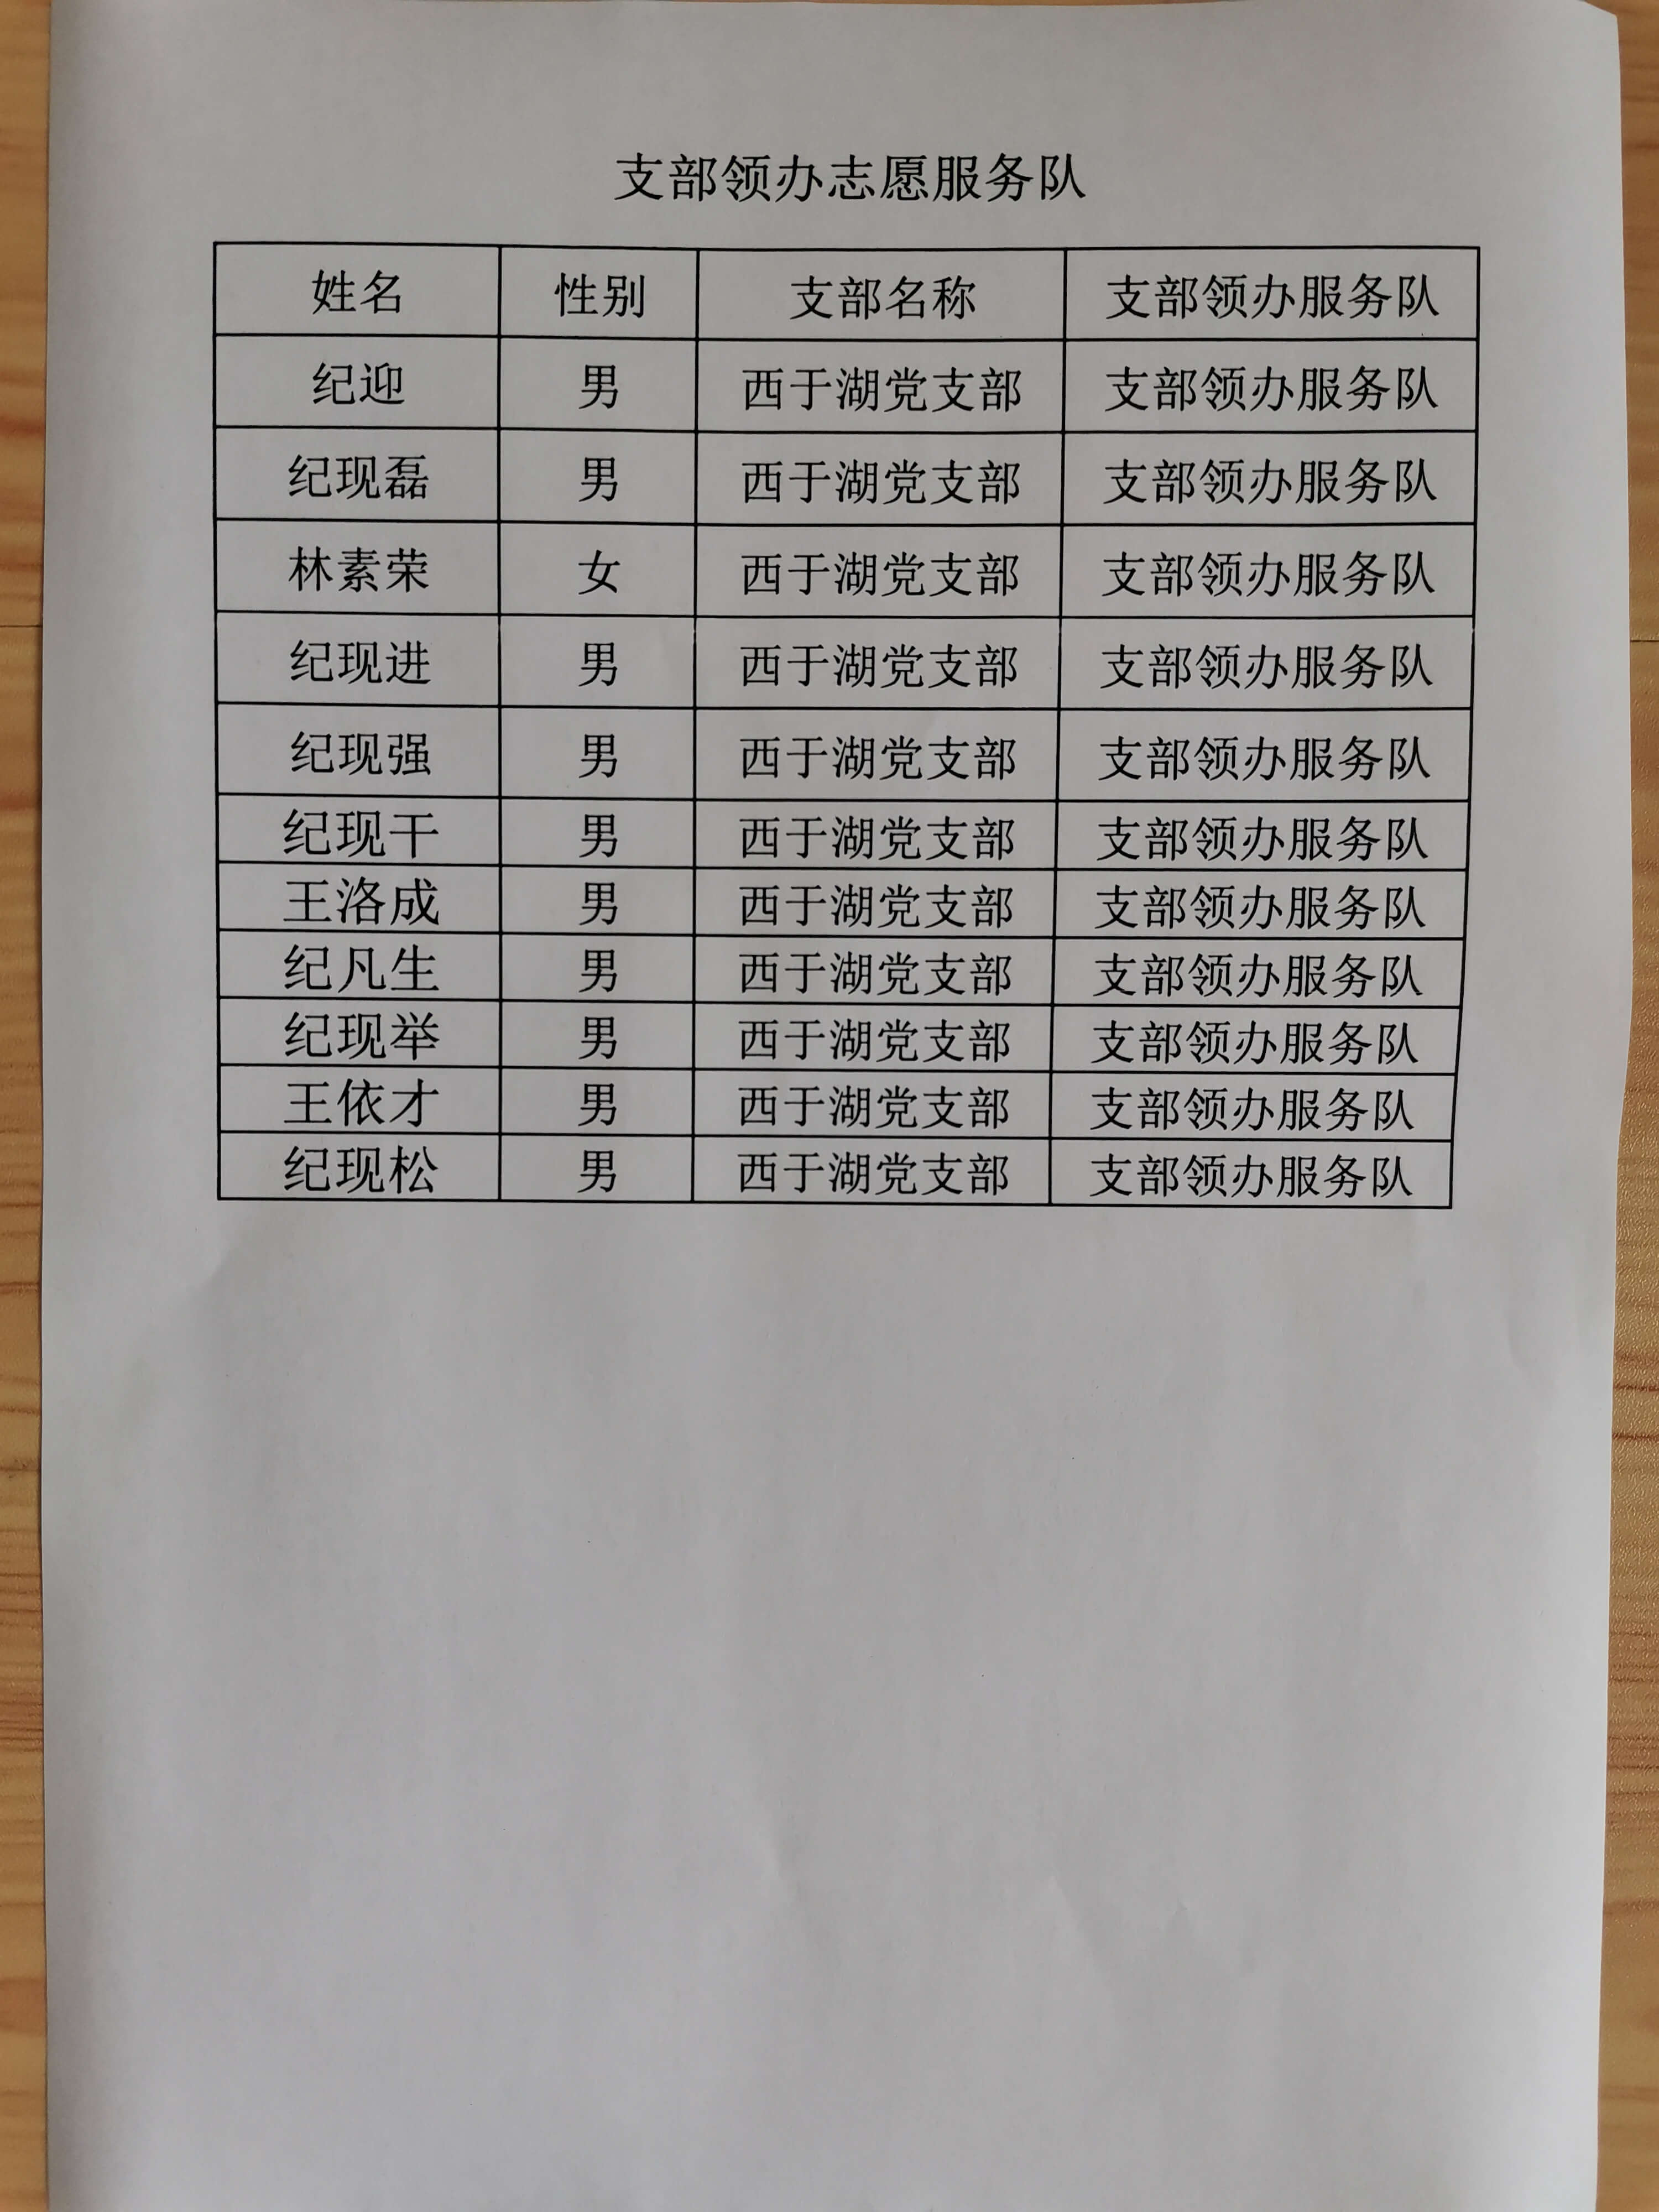 支部领办志愿服务队
姓名 性别 支部名称 支部领办服务队
纪迎 男 西于湖党支部 支部领办服务队
纪现磊 男 西于湖党支部 支部领办服务队
林素荣 女 西于湖党支部 支部领办服务队
纪现进 男 西于湖党支部 支部领办服务队
纪现强 男 西于湖党支部 支部领办服务队
纪现干 男 西于湖党支部 支部领办服务队
王洛成 男 西于湖党支部 支部领办服务队
纪凡生 男 西于湖党支部 支部领办服务队
纪现举 男 西于湖党支部 支部领办服务队
王依才 男 西于湖党支部 支部领办服务队
纪现松 男 西于湖党支部 支部领办服务队